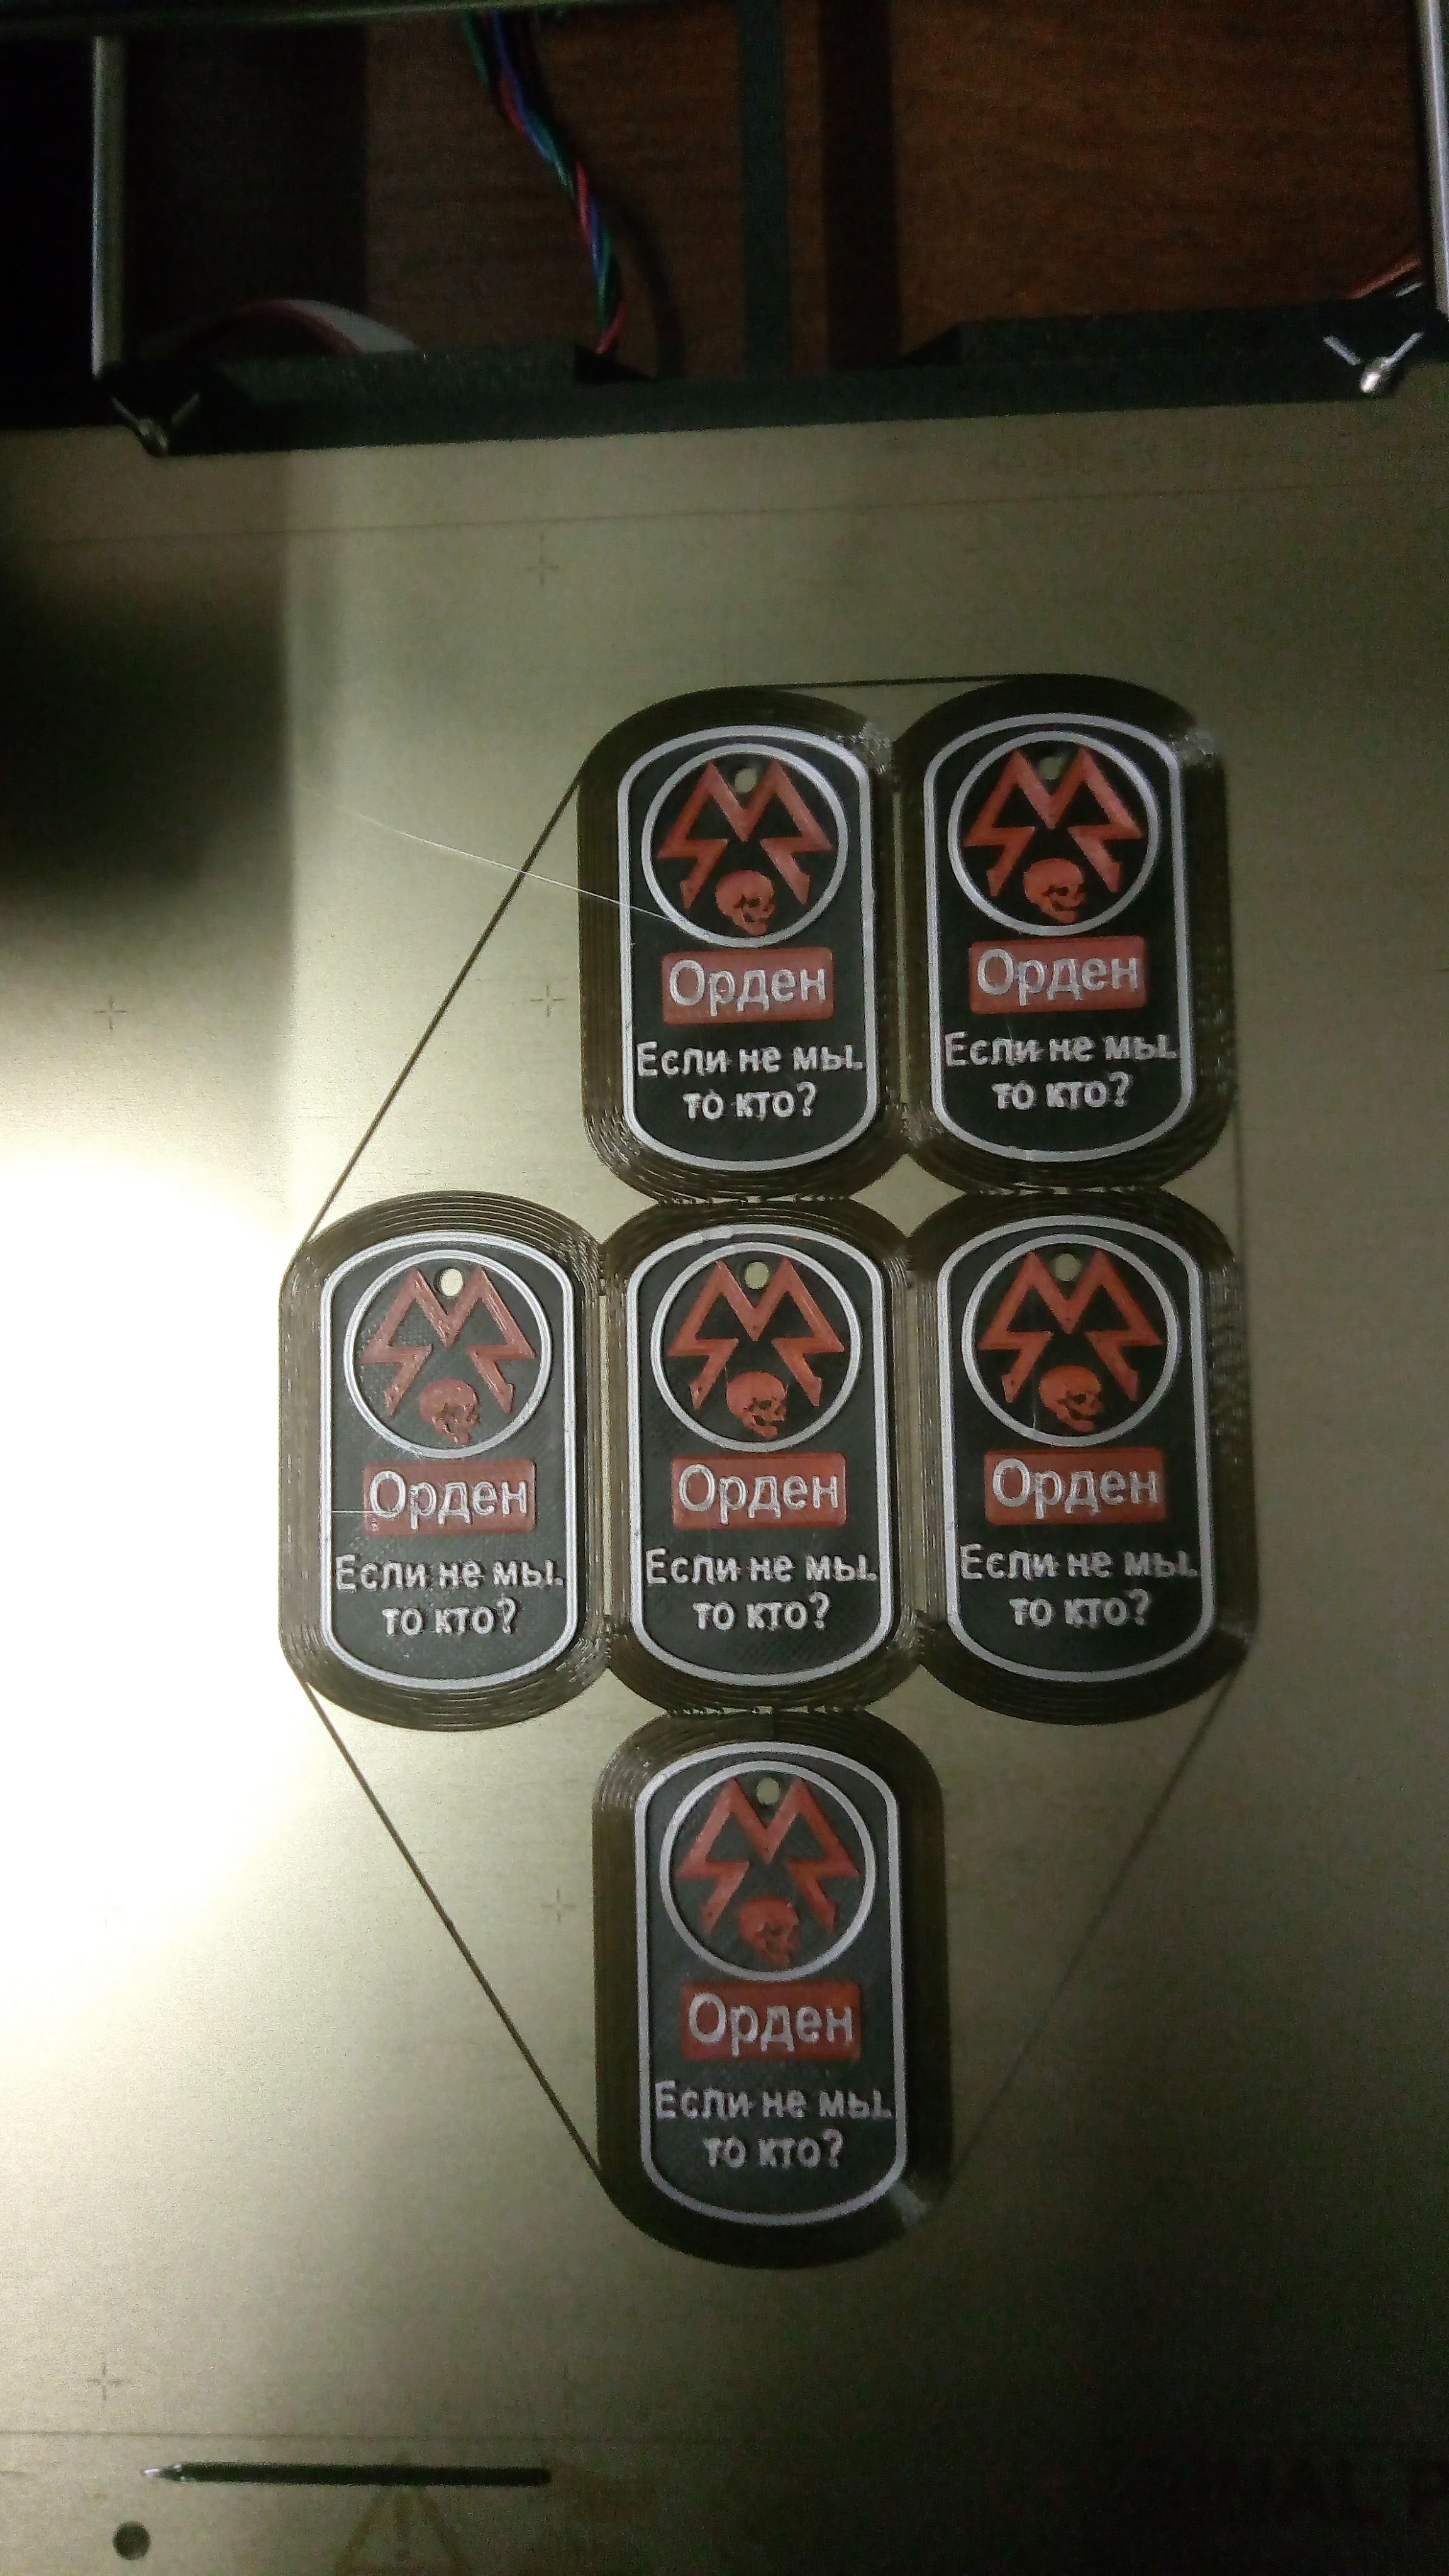 Орден
Если не мы,
то кто?
Орден
Если не мы,
то кто?
Орден
Если не мы,
то кто?
Орден
Если не мы,
то кто?
Орден
Если не мы,
то кто?
Орден
Если не мы,
то кто?